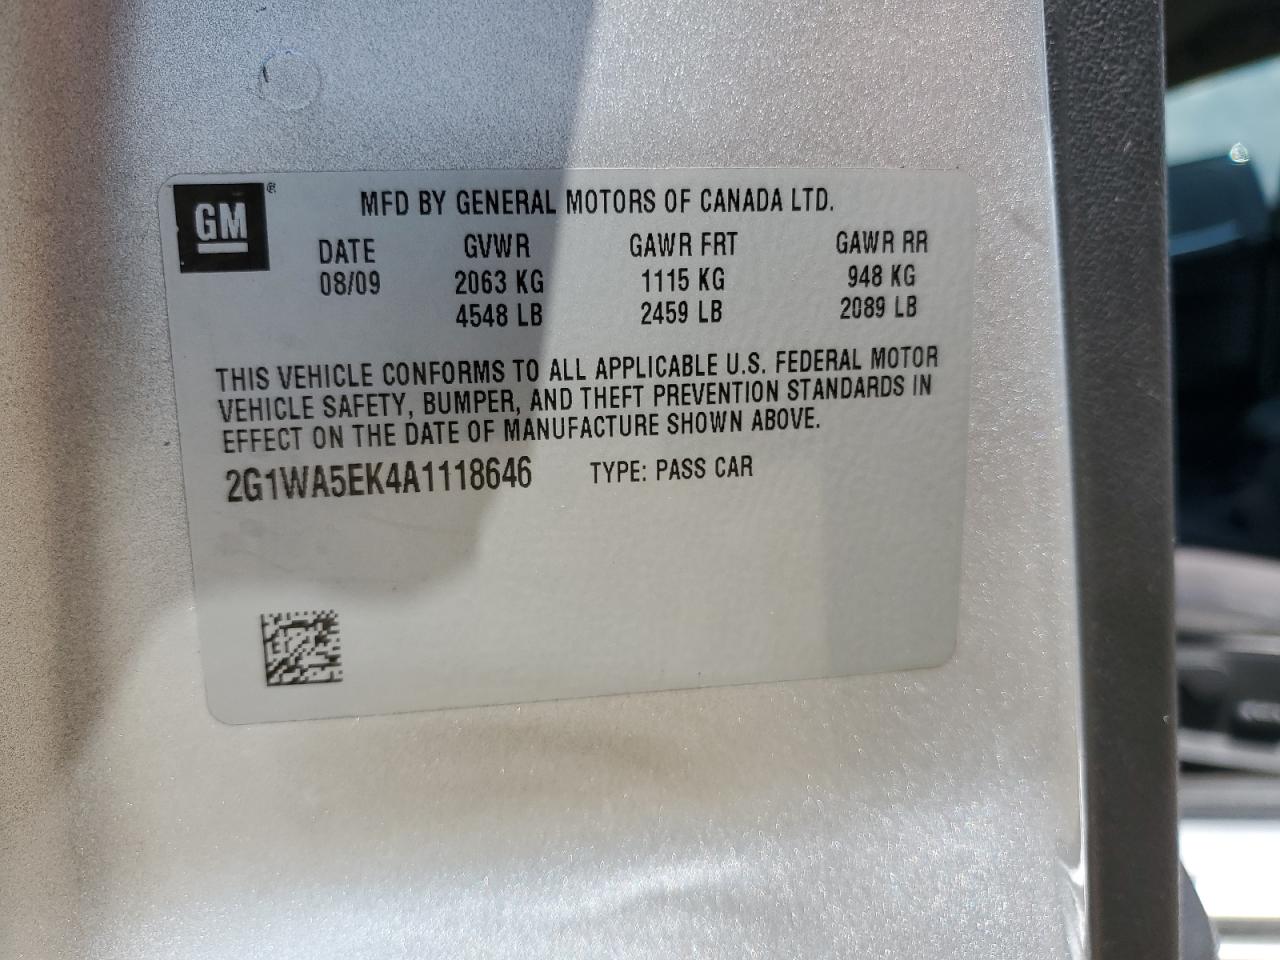 GM ®
MFD BY GENERAL MOTORS OF CANADA LTD.
DATE GVWR GAWR FRT GAWR RR
08/09 2063 KG 1115 KG 948 KG
4548 LB 2459 LB 2089 LB
THIS VEHICLE CONFORMS TO ALL APPLICABLE U.S. FEDERAL MOTOR
VEHICLE SAFETY, BUMPER, AND THEFT PREVENTION STANDARDS IN
EFFECT ON THE DATE OF MANUFACTURE SHOWN ABOVE.
2G1WA5EK4A1118646 TYPE: PASS CAR